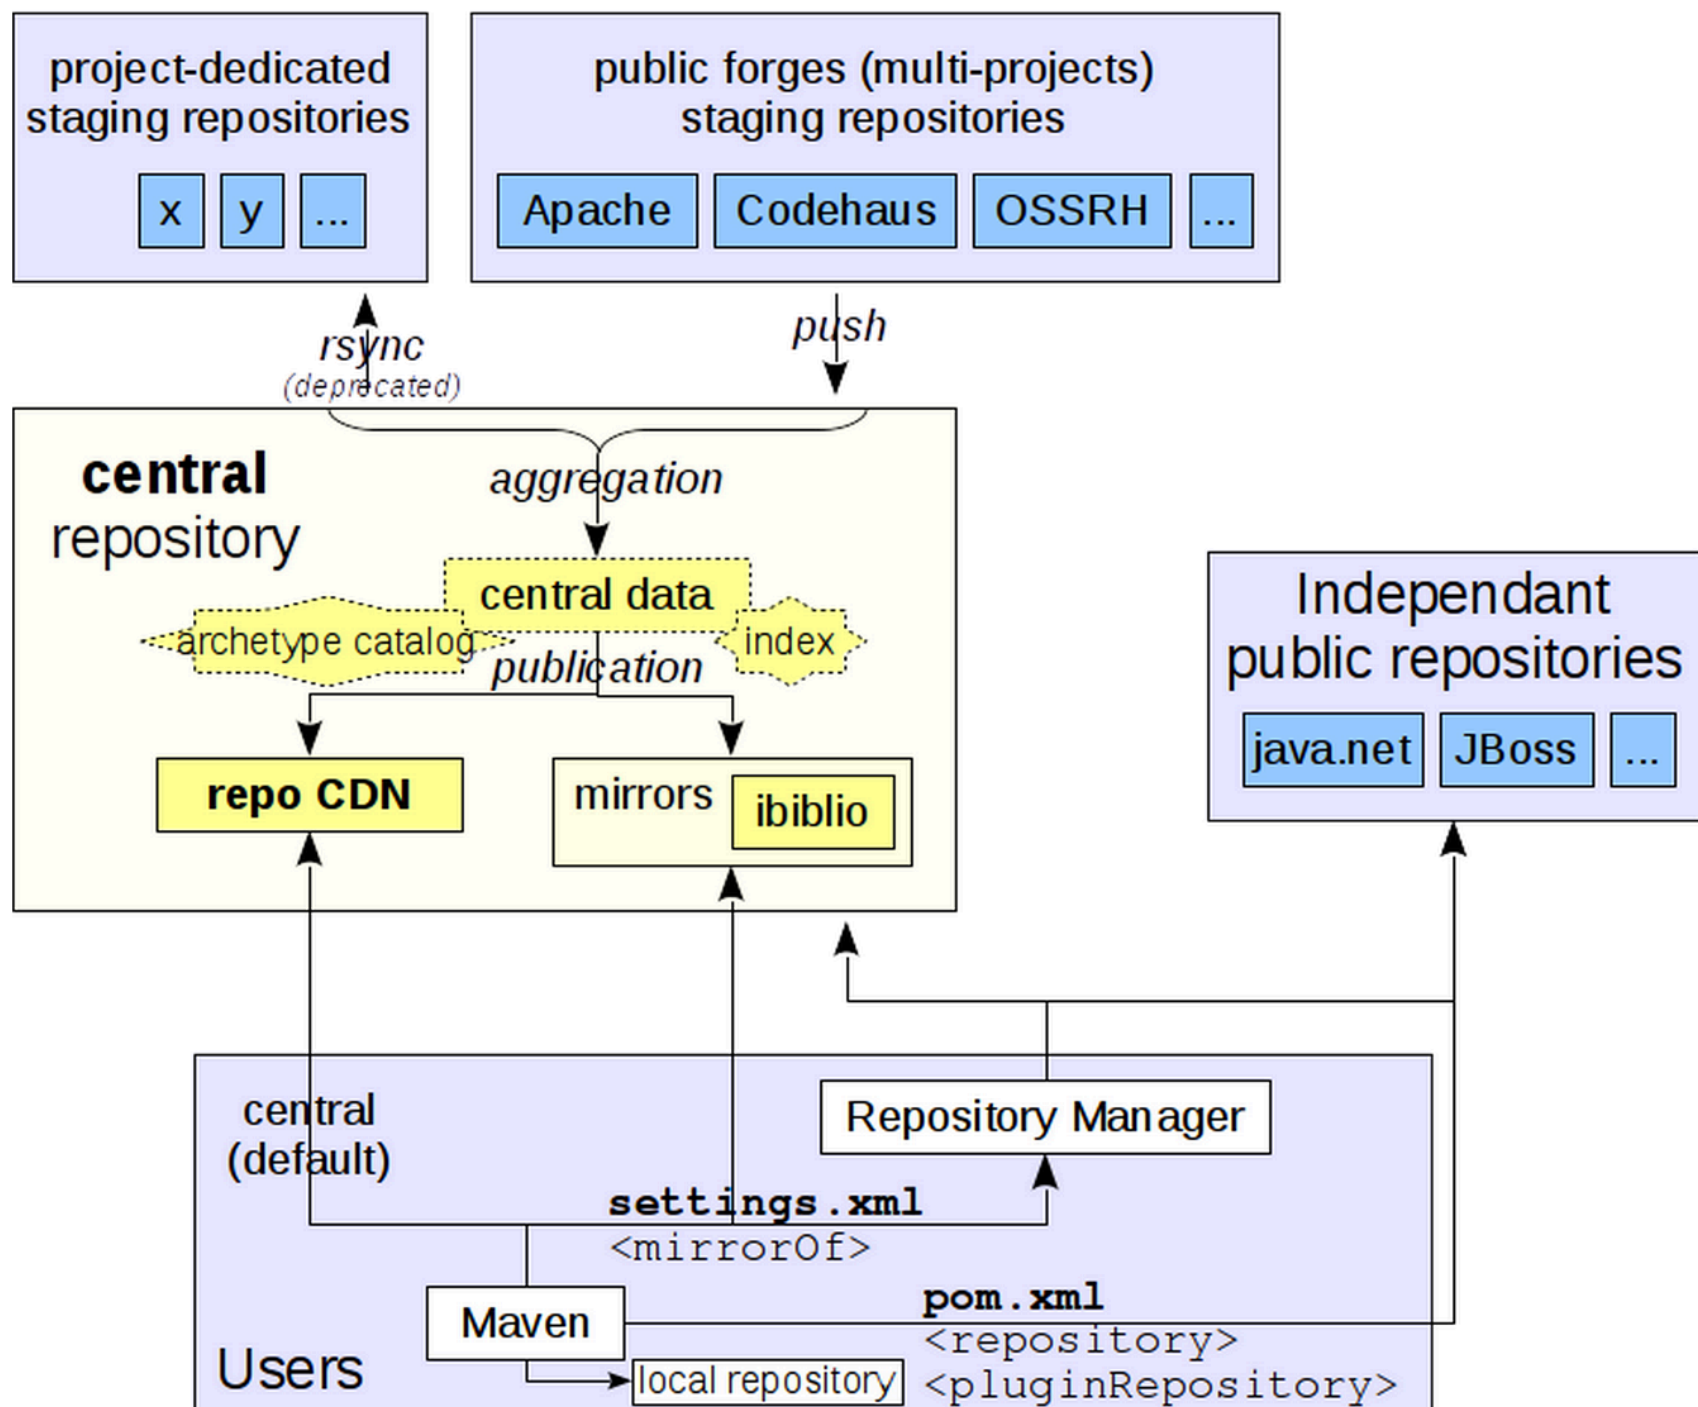 project-dedicated
staging repositories
x y ...
public forges (multi-projects)
staging repositories
Apache Codehaus OSSRH ...
rsync
(deprecated)
push
central
repository
aggregation
central data
archetype catalog
index
publication
repo CDN
mirrors
ibiblio
Independant
public repositories
java.net JBoss ...
central
(default)
Repository Manager
settings.xml
<mirrorOf>
Maven
pom.xml
<repository>
<pluginRepository>
local repository
Users